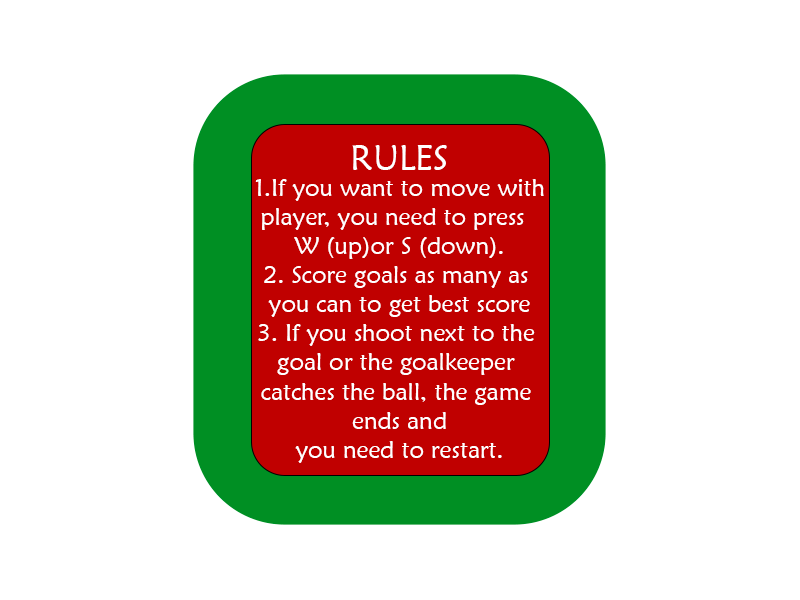 RULES
1.If you want to move with
player, you need to press
W (up)or S (down).
2. Score goals as many as
you can to get best score
3. If you shoot next to the
goal or the goalkeeper
catches the ball, the game
ends and
you need to restart.